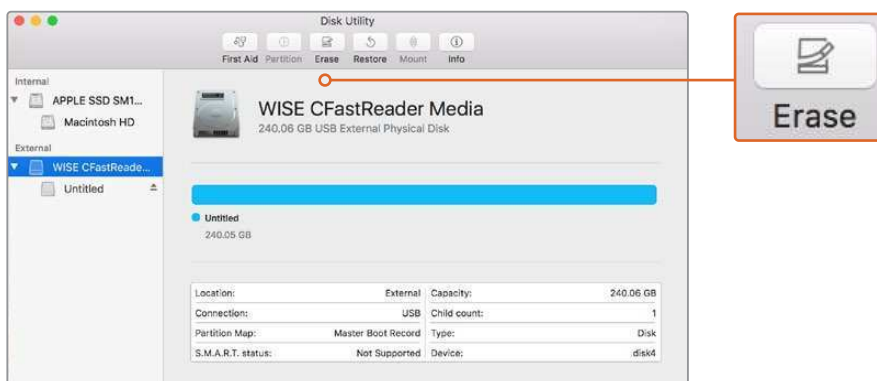 Disk Utility
First Aid Partition Erase Restore Mount Info
Erase
Internal
APPLE SSD SM1...
Macintosh HD
External
WISE CFastReade...
Untitled
WISE CFastReader Media
240.06 GB USB External Physical Disk
Untitled
240.05 GB
Location: External Capacity: 240.06 GB
Connection: USB Child count: 1
Partition Map: Master Boot Record Type: Disk
S.M.A.R.T. status: Not Supported Device: disk4